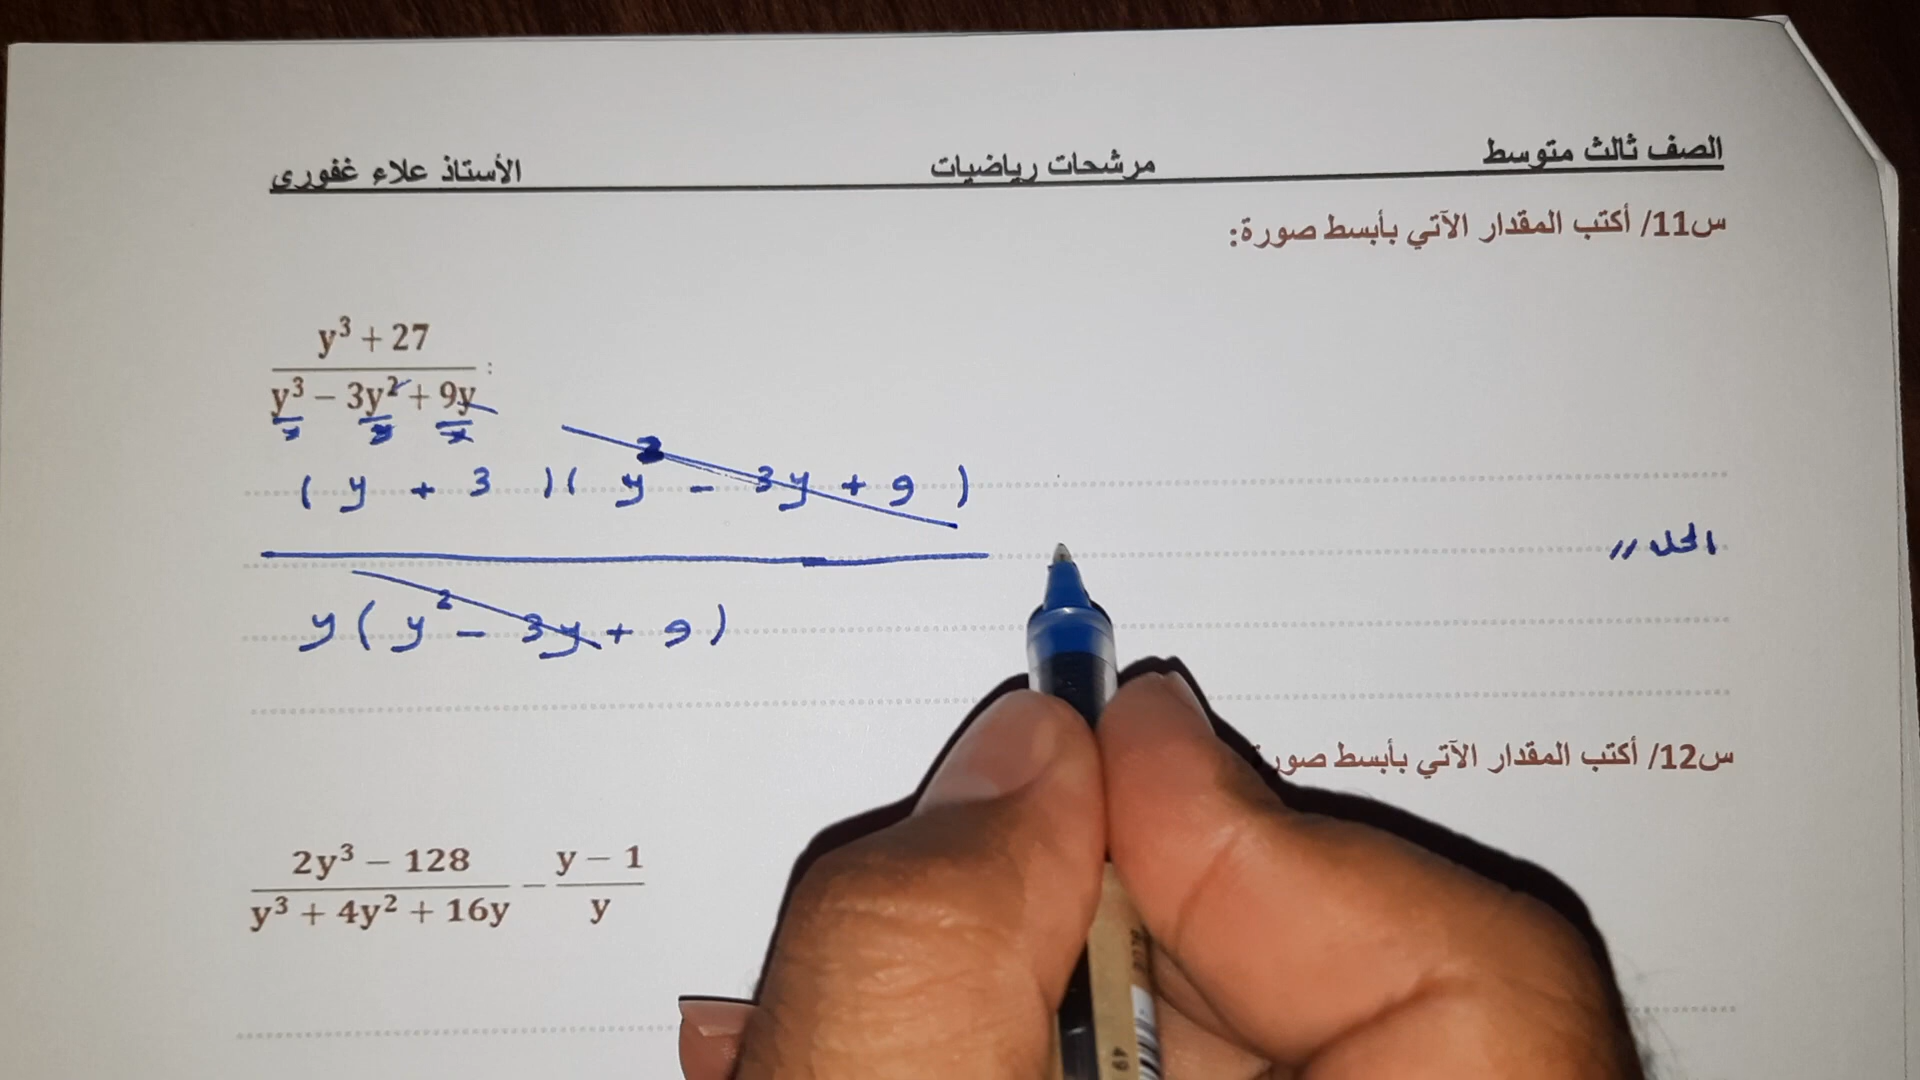 الصف ثالث متوسط مرشحات رياضيات الأستاذ علاء غفوري
س11/ أكتب المقدار الآتي بأبسط صورة:
y³ + 27
y³ − 3y² + 9y :
( y + 3 )( y² − 3y + 9 )
الحل //
y ( y² − 3y + 9 )
س12/ أكتب المقدار الآتي بأبسط
2y³ − 128 − y − 1
y³ + 4y² + 16y y
BLUE
49